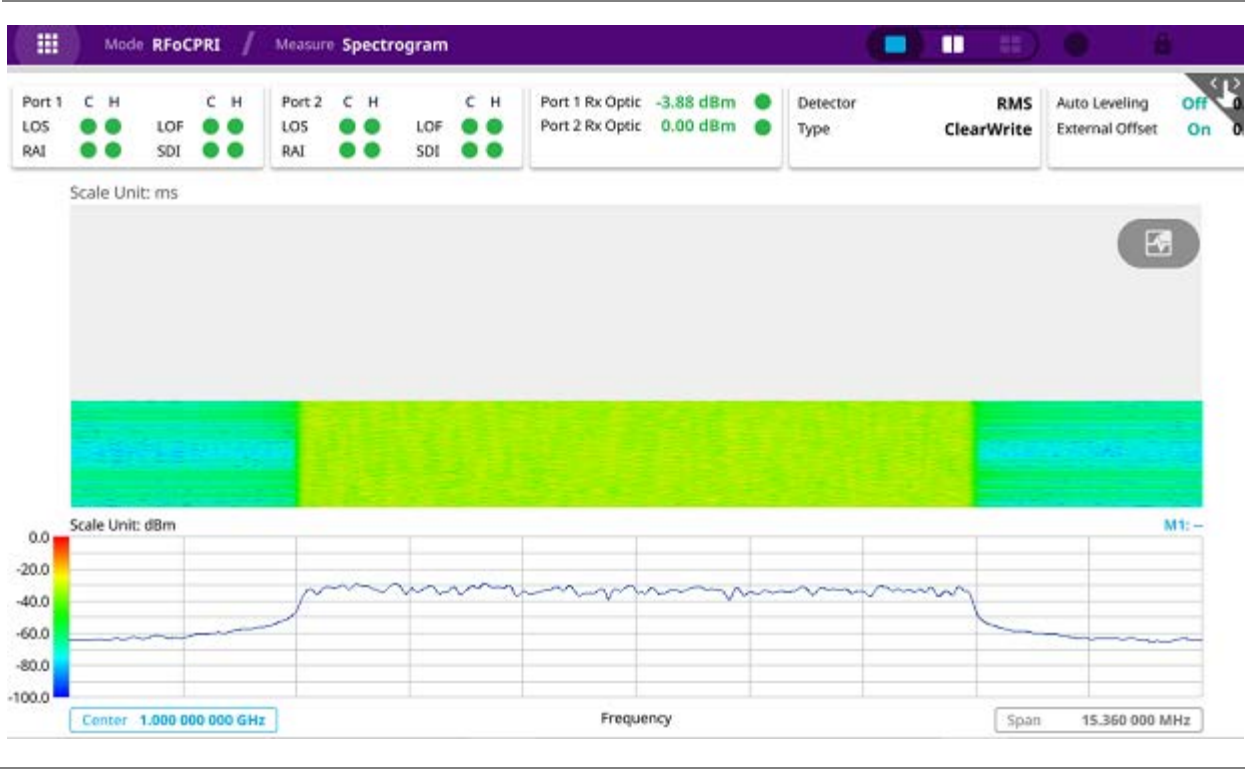 Mode RFoCPRI / Measure Spectrogram
Port 1 C H C H
LOS LOF
RAI SDI
Port 2 C H C H
LOS LOF
RAI SDI
Port 1 Rx Optic -3.88 dBm
Port 2 Rx Optic 0.00 dBm
Detector RMS
Type ClearWrite
Auto Leveling Off
External Offset On
Scale Unit: ms
Scale Unit: dBm
M1: --
0.0
-20.0
-40.0
-60.0
-80.0
-100.0
Center 1.000 000 000 GHz
Frequency
Span 15.360 000 MHz